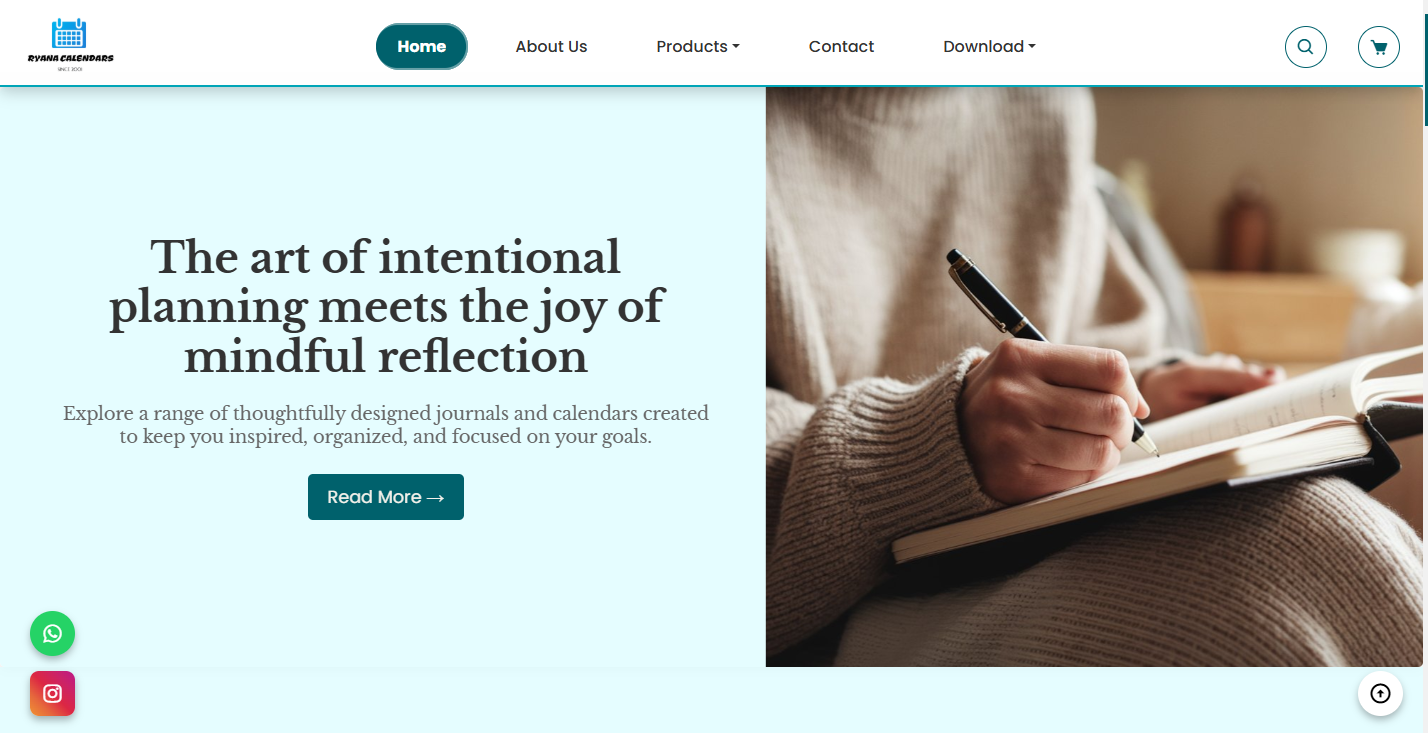 RYANA CALENDARS
SINCE 2001
Home
About Us
Products
Contact
Download
The art of intentional
planning meets the joy of
mindful reflection
Explore a range of thoughtfully designed journals and calendars created
to keep you inspired, organized, and focused on your goals.
Read More →